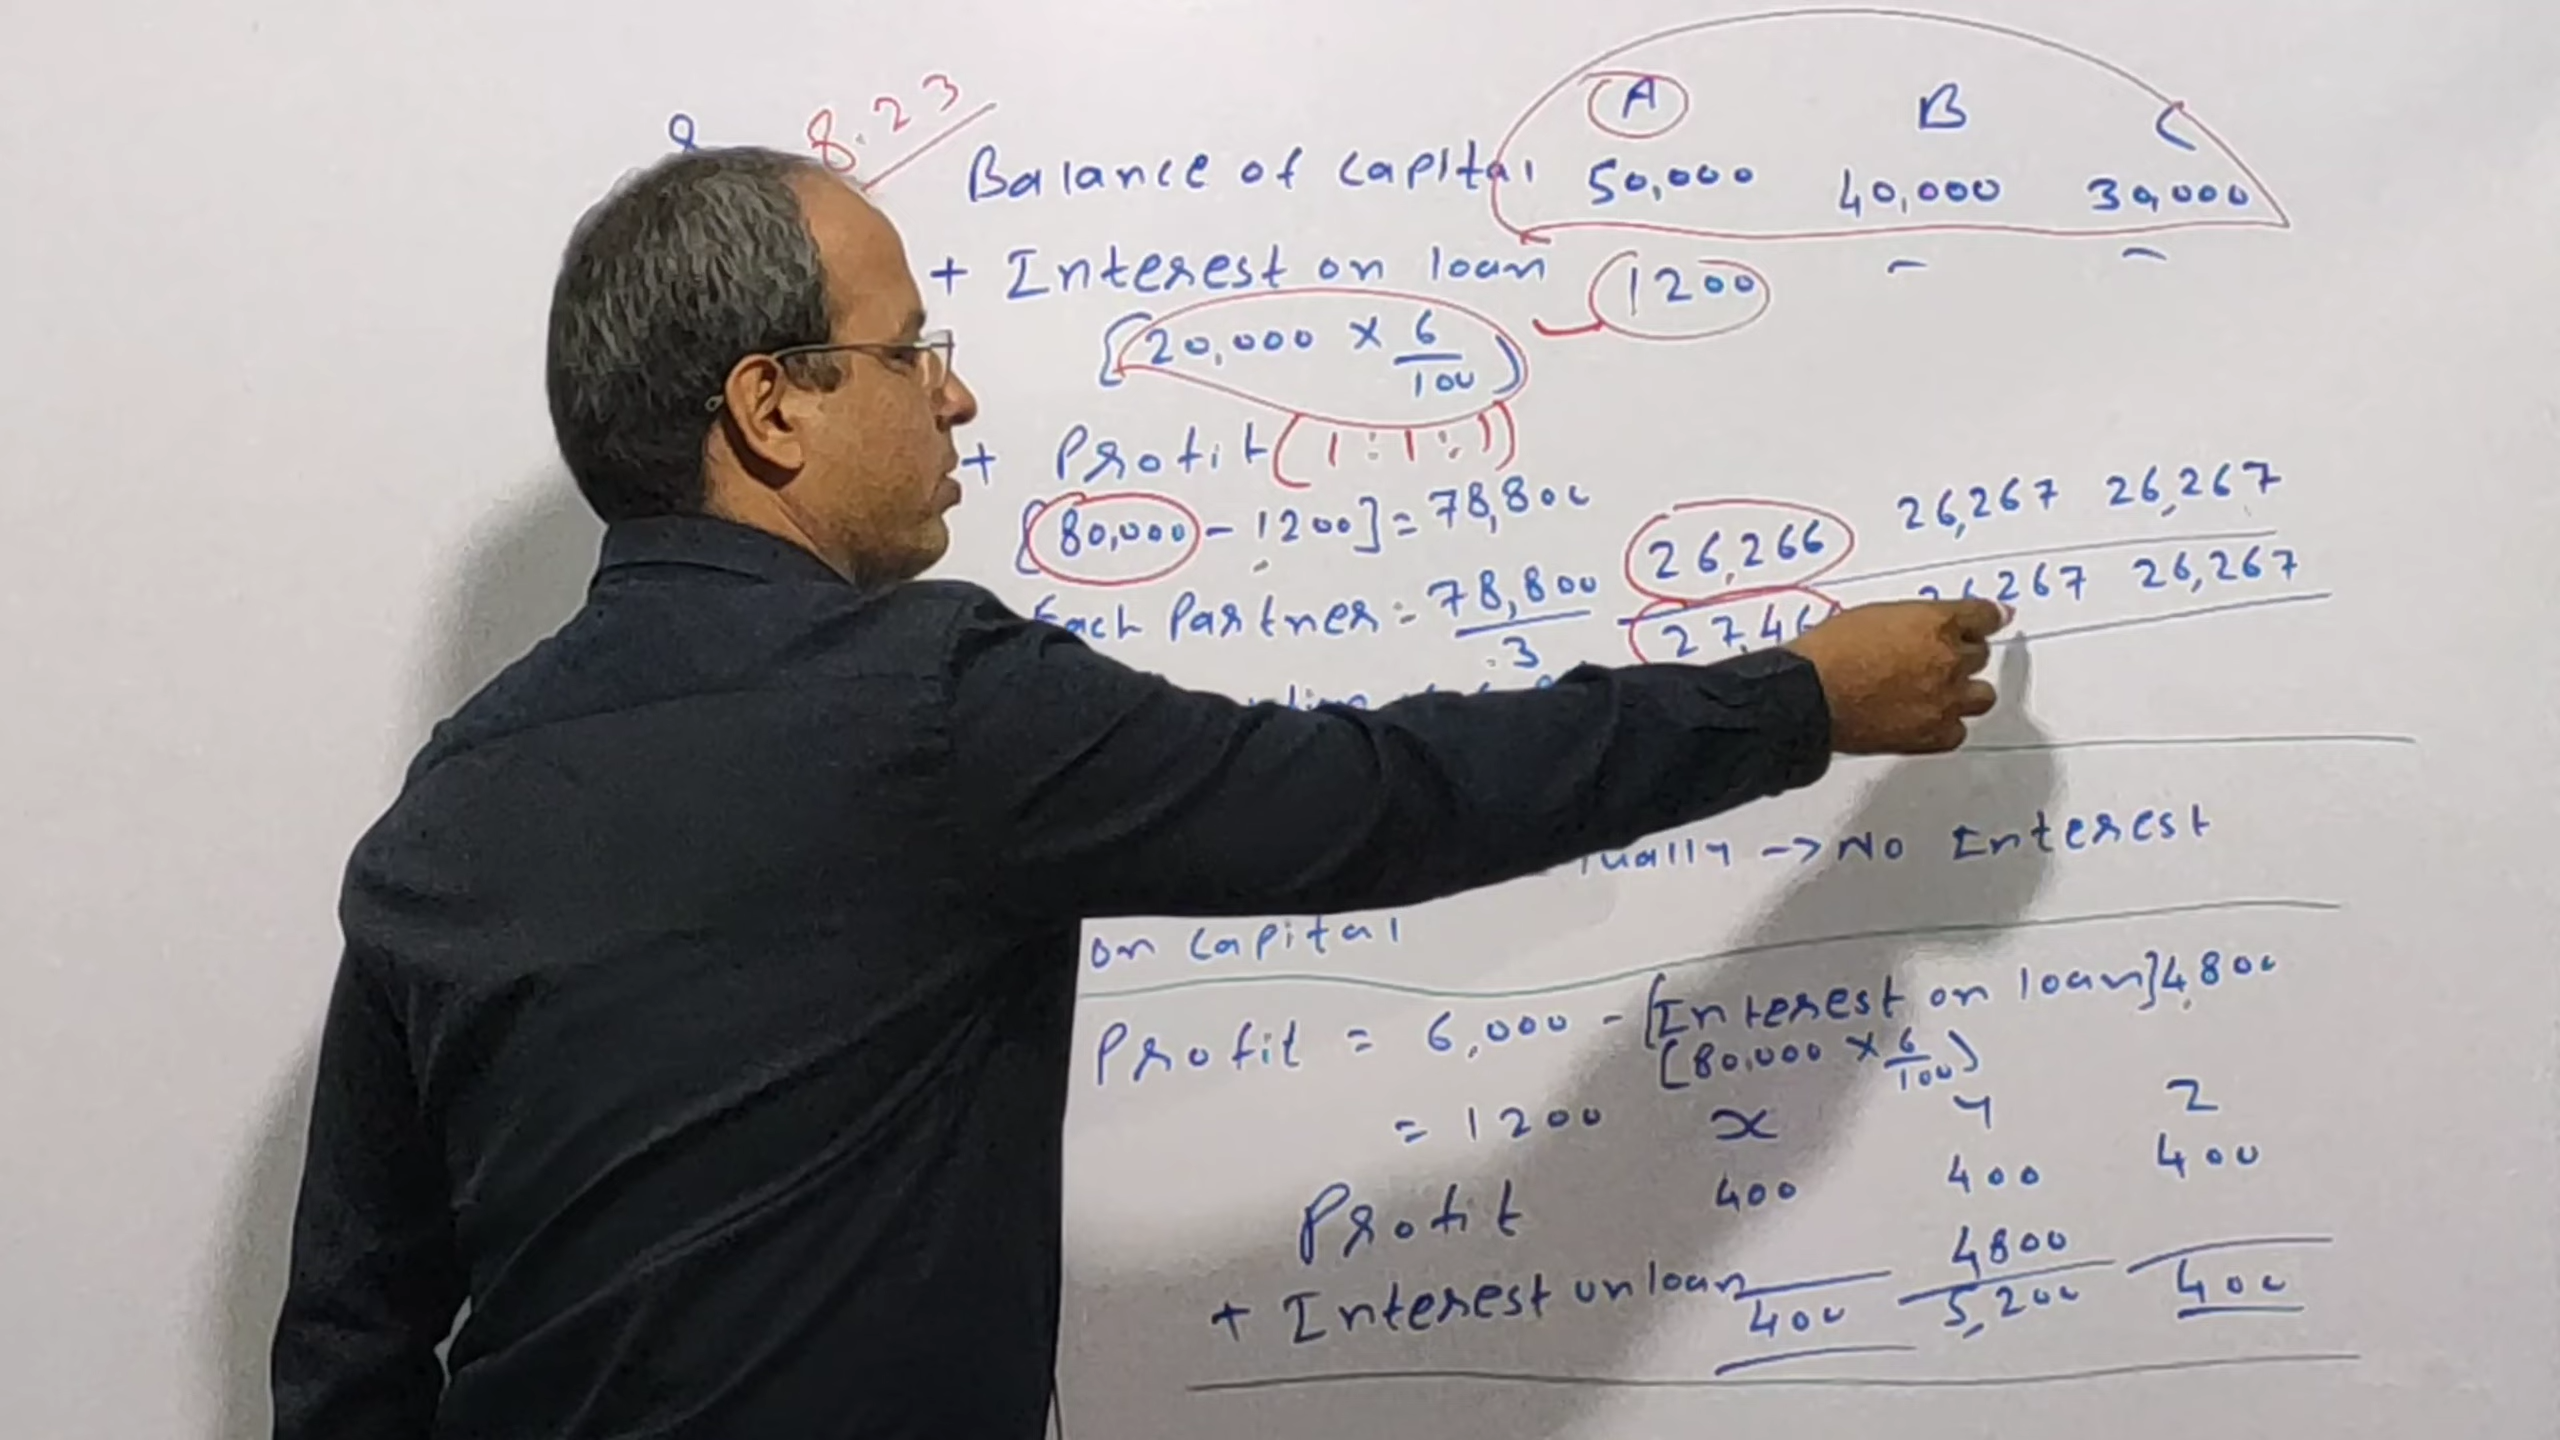 8.23
A B C
Balance of capital 50,000 40,000 30,000
+ Interest on loan 1200 - -
[20,000 × 6/100)
+ Profit (1:1:1)
[80,000 - 1200] = 78,800 26,266 26,267 26,267
Each Partner = 78,800/3 27,46 26,267 26,267
→ No Interest
on capital
Profit = 6,000 - [Interest on loan] 4,800
[80,000 × 6/100)
= 1200 x y z
Profit 400 400 400
4800
+ Interest on loan 400 5,200 400